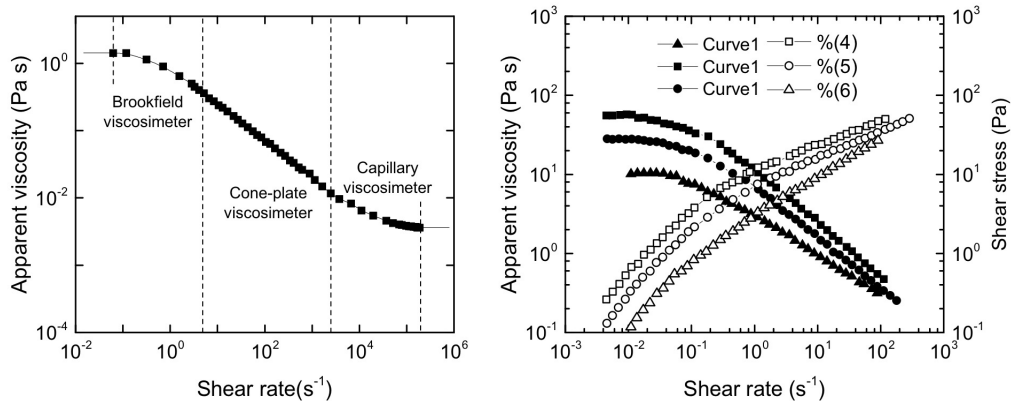 Apparent viscosity (Pa s)
10^0
10^-2
10^-4
Brookfield
viscosimeter
Cone-plate
viscosimeter
Capillary
viscosimeter
10^-2 10^0 10^2 10^4 10^6
Shear rate(s^-1)
Apparent viscosity (Pa s)
10^3
10^2
10^1
10^0
10^-1
Curve1 %(4)
Curve1 %(5)
Curve1 %(6)
10^3
10^2
10^1
10^0
10^-1
Shear stress (Pa)
10^-3 10^-2 10^-1 10^0 10^1 10^2 10^3
Shear rate (s^-1)